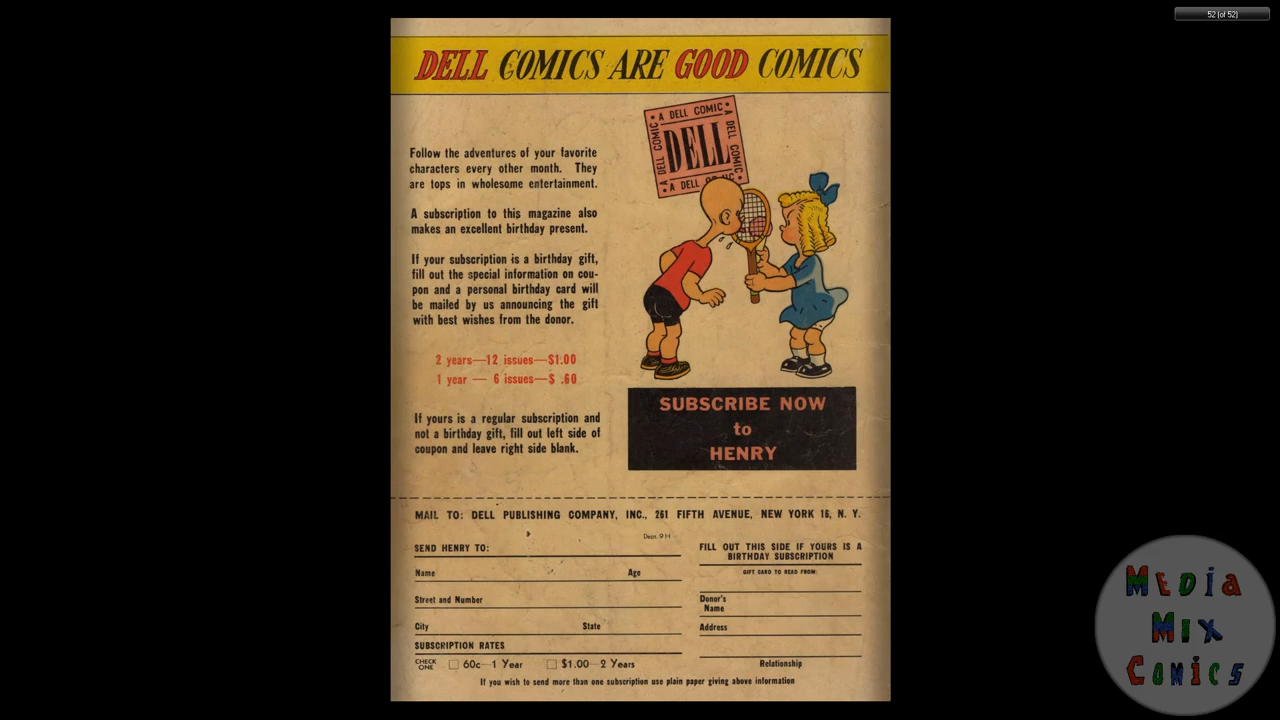 52 (of 52)
DELL COMICS ARE GOOD COMICS
A DELL COMIC
A DELL COMIC
A DELL COMIC
DELL
Follow the adventures of your favorite
characters every other month. They
are tops in wholesome entertainment.
A subscription to this magazine also
makes an excellent birthday present.
If your subscription is a birthday gift,
fill out the special information on cou-
pon and a personal birthday card will
be mailed by us announcing the gift
with best wishes from the donor.
2 years—12 issues—$1.00
1 year — 6 issues—$ .60
If yours is a regular subscription and
not a birthday gift, fill out left side of
coupon and leave right side blank.
SUBSCRIBE NOW
to
HENRY
MAIL TO: DELL PUBLISHING COMPANY, INC., 261 FIFTH AVENUE, NEW YORK 16, N. Y.
Dept. 9 H
SEND HENRY TO:
Name Age
Street and Number
City State
SUBSCRIPTION RATES
CHECK
ONE
60c—1 Year $1.00—2 Years
FILL OUT THIS SIDE IF YOURS IS A
BIRTHDAY SUBSCRIPTION
GIFT CARD TO READ FROM:
Donor's
Name
Address
Relationship
If you wish to send more than one subscription use plain paper giving above information
MEDIA
MIX
COMICS